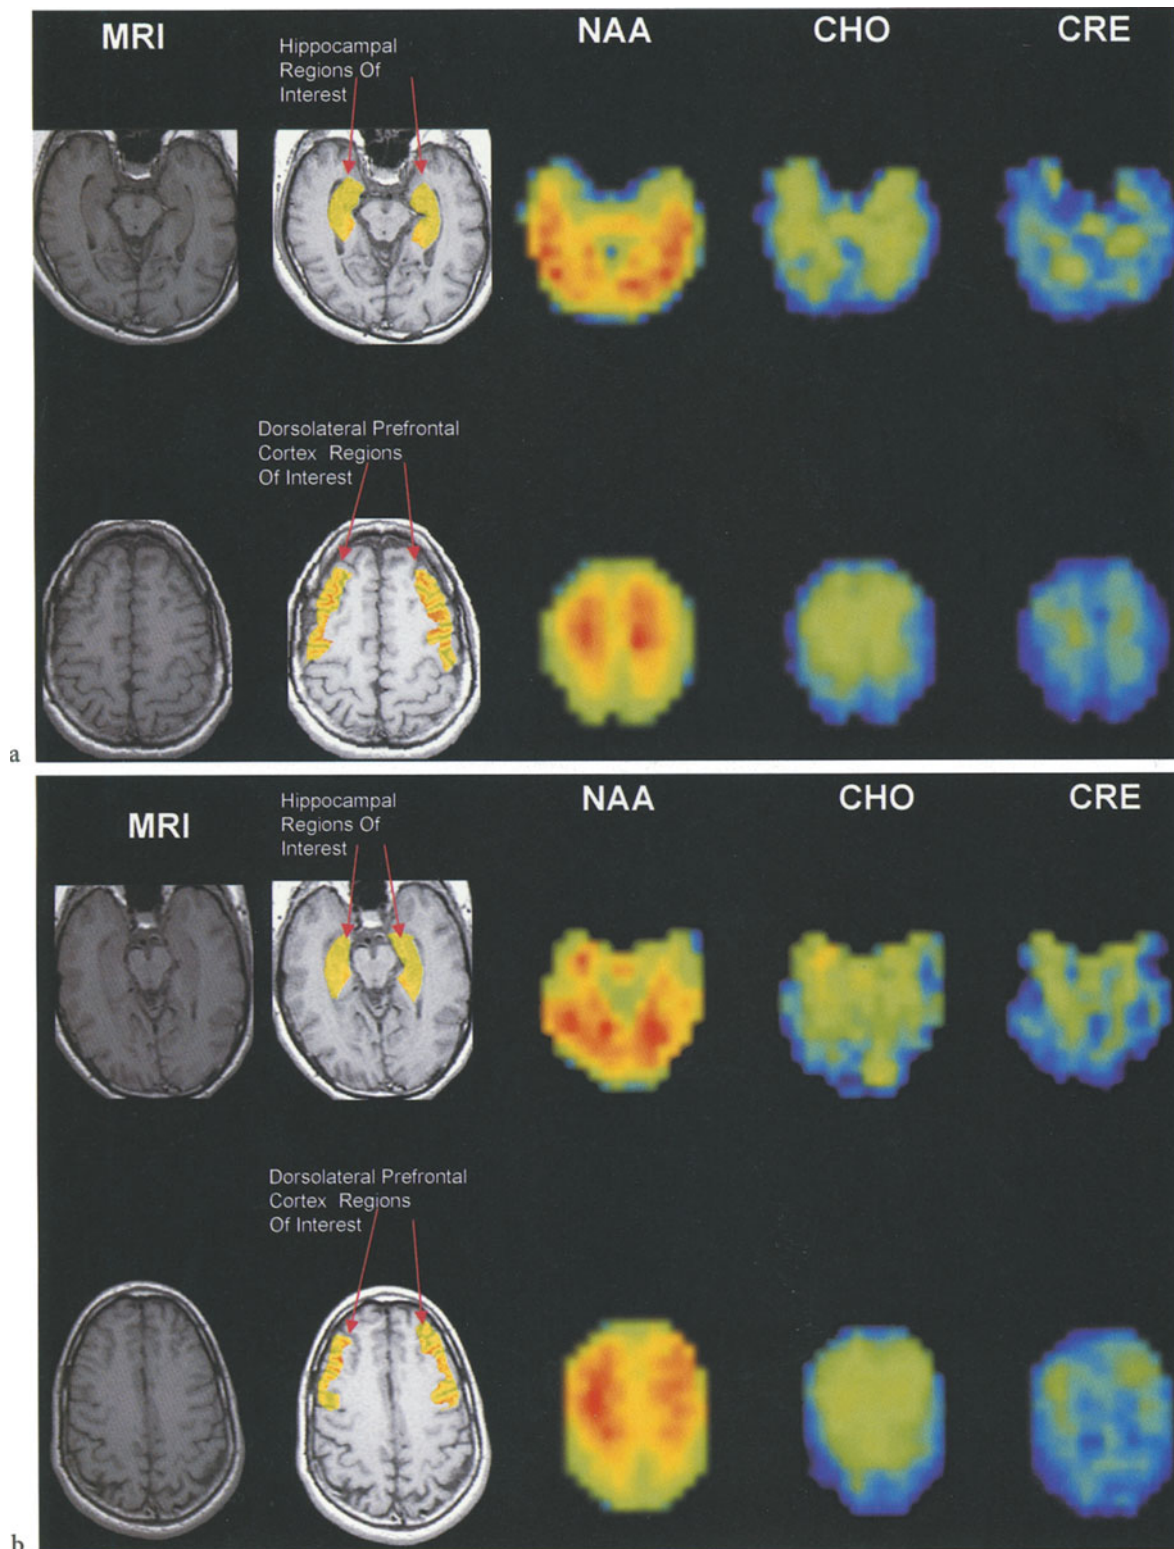 MRI
Hippocampal
Regions Of
Interest
NAA
CHO
CRE
Dorsolateral Prefrontal
Cortex Regions
Of Interest
a
MRI
Hippocampal
Regions Of
Interest
NAA
CHO
CRE
Dorsolateral Prefrontal
Cortex Regions
Of Interest
b